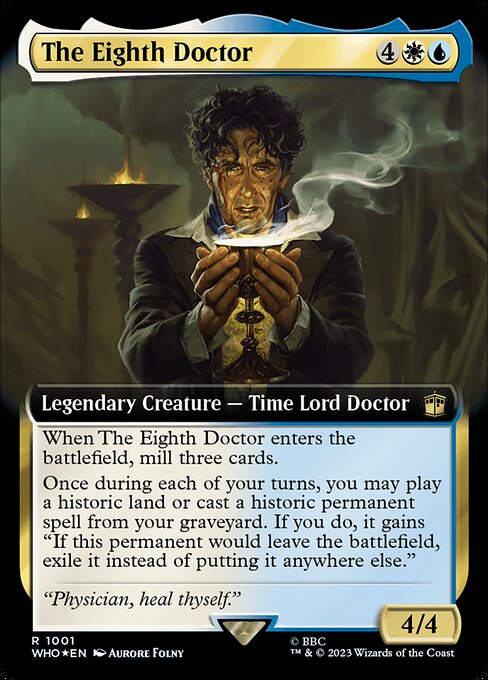 The Eighth Doctor 4
Legendary Creature — Time Lord Doctor
When The Eighth Doctor enters the
battlefield, mill three cards.
Once during each of your turns, you may play
a historic land or cast a historic permanent
spell from your graveyard. If you do, it gains
“If this permanent would leave the battlefield,
exile it instead of putting it anywhere else.”
“Physician, heal thyself.”
4/4
R 1001
WHO★EN Aurore Folny
© BBC
™ & © 2023 Wizards of the Coast